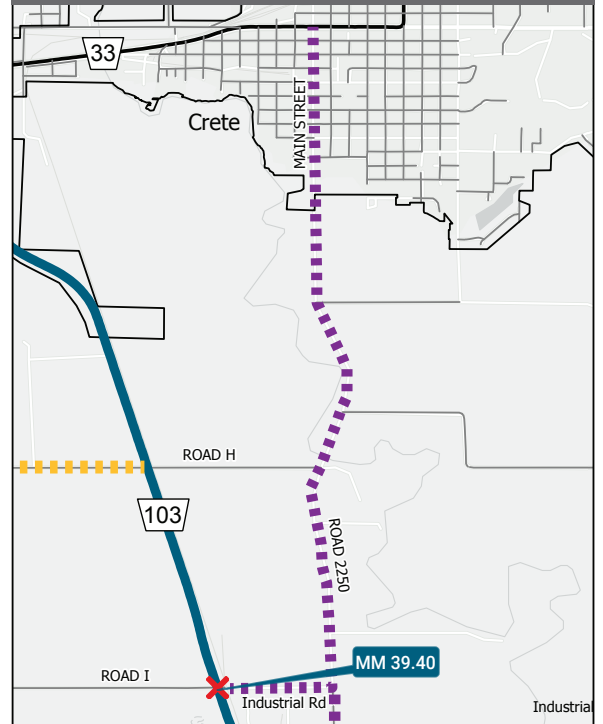 33
Crete
MAIN STREET
ROAD H
103
ROAD 2250
MM 39.40
ROAD I
Industrial Rd
Industrial